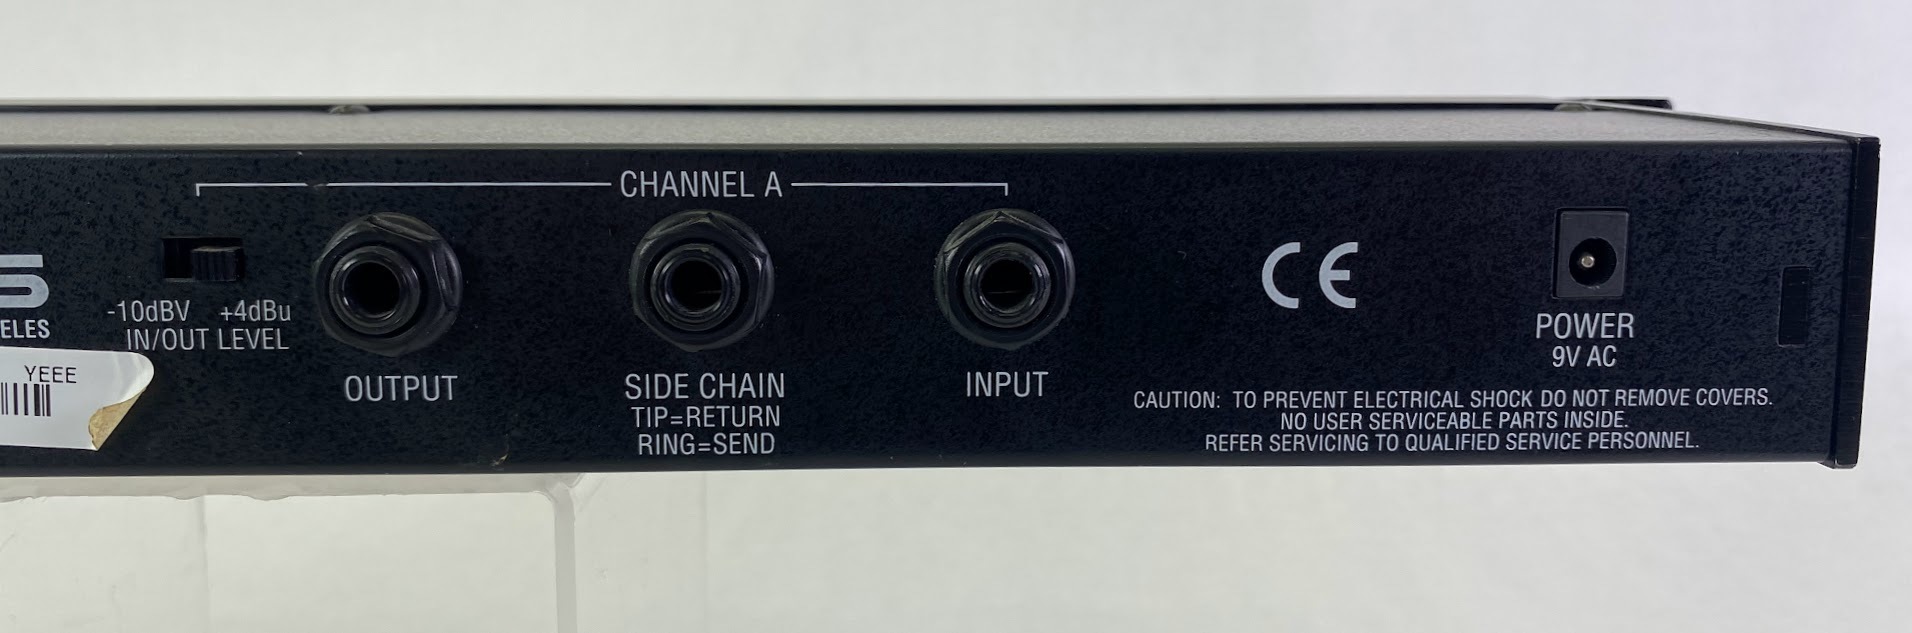 CHANNEL A
-10dBV +4dBu
IN/OUT LEVEL
ELES
YEEE
OUTPUT
SIDE CHAIN
TIP=RETURN
RING=SEND
INPUT
CE
POWER
9V AC
CAUTION: TO PREVENT ELECTRICAL SHOCK DO NOT REMOVE COVERS.
NO USER SERVICEABLE PARTS INSIDE.
REFER SERVICING TO QUALIFIED SERVICE PERSONNEL.